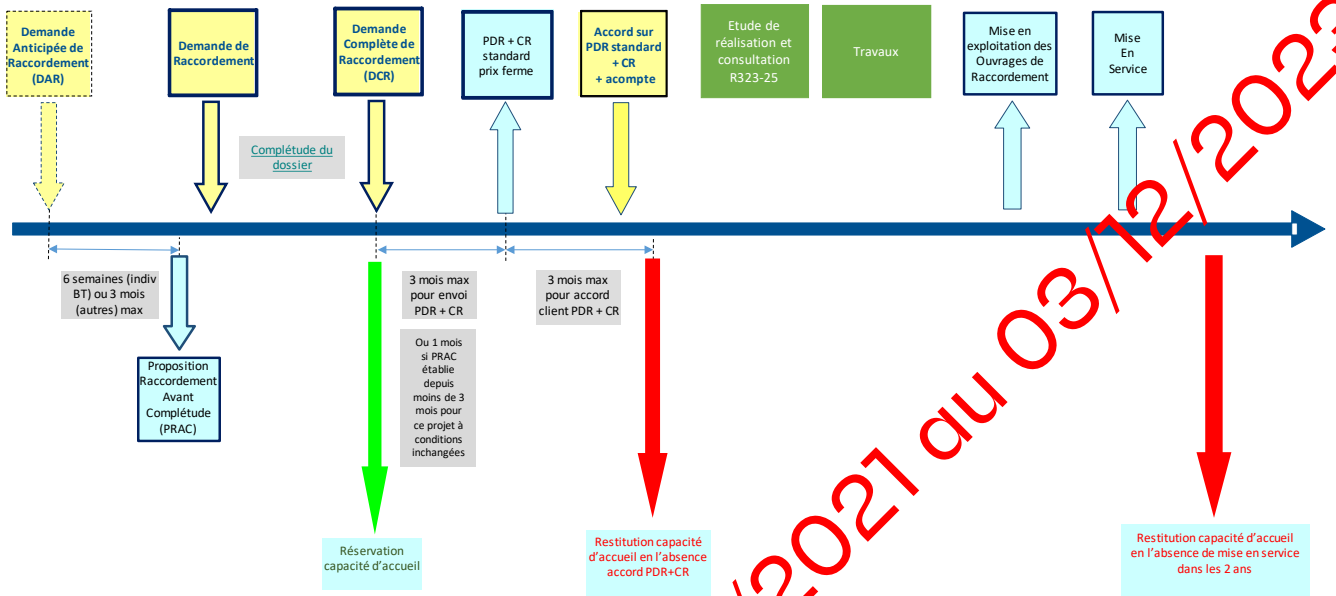 Demande
Anticipée de
Raccordement
(DAR)
Demande de
Raccordement
Demande
Complète de
Raccordement
(DCR)
PDR + CR
standard
prix ferme
Accord sur
PDR standard
+ CR
+ acompte
Etude de
réalisation et
consultation
R323-25
Travaux
Mise en
exploitation des
Ouvrages de
Raccordement
Mise
En
Service
Complétude du
dossier
6 semaines (indiv
BT) ou 3 mois
(autres) max
3 mois max
pour envoi
PDR + CR
3 mois max
pour accord
client PDR + CR
Ou 1 mois
si PRAC
établie
depuis
moins de 3
mois pour
ce projet à
conditions
inchangées
Proposition
Raccordement
Avant
Complétude
(PRAC)
Réservation
capacité d'accueil
Restitution capacité
d'accueil en l'absence
accord PDR+CR
Restitution capacité d'accueil
en l'absence de mise en service
dans les 2 ans
/2021 au 03/12/2023